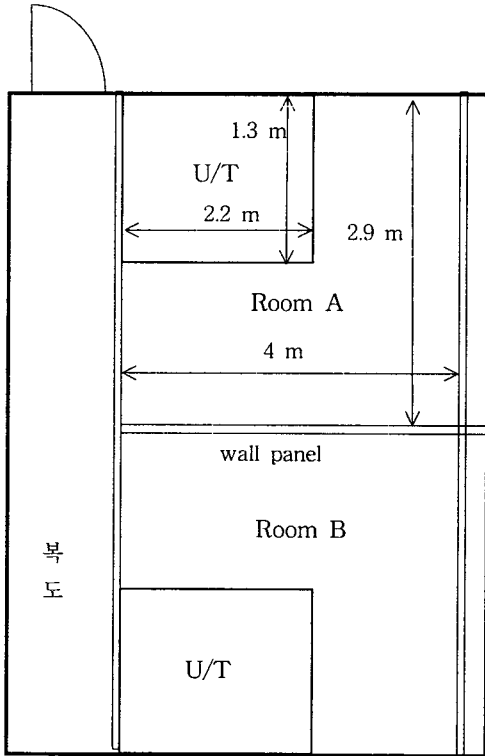 1.3 m
U/T
2.2 m
2.9 m
Room A
4 m
wall panel
Room B
복
도
U/T